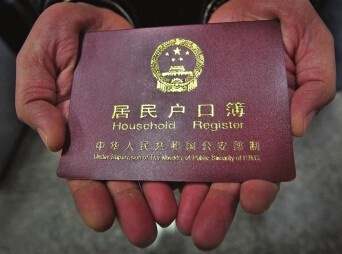 居民户口簿
Household Register
中华人民共和国公安部制
Under Supervision of The Ministry of Public Security of P.R.C.